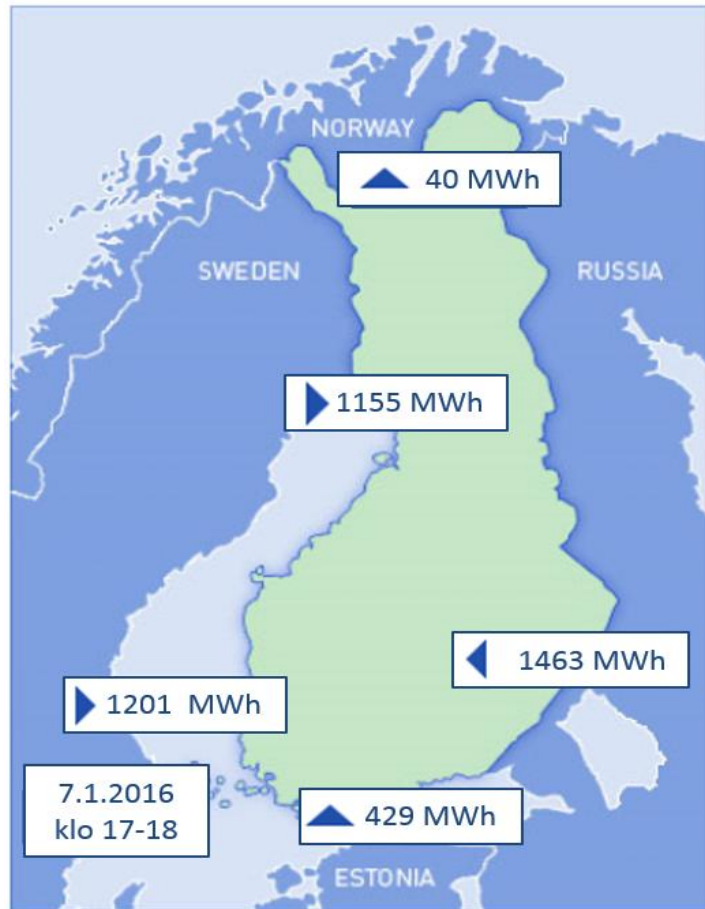 NORWAY
40 MWh
SWEDEN
RUSSIA
1155 MWh
1463 MWh
1201 MWh
7.1.2016
klo 17-18
429 MWh
ESTONIA